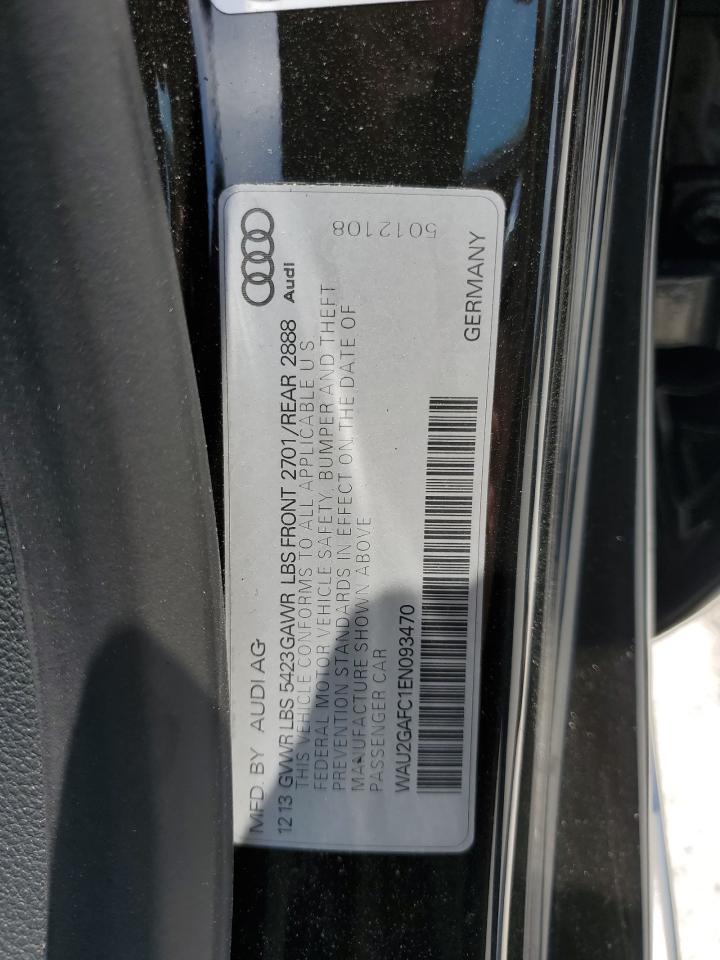 MFD. BY AUDI AG
Audi
12 13 GVWR LBS 5423 GAWR LBS FRONT 2701/REAR 2888
THIS VEHICLE CONFORMS TO ALL APPLICABLE U S
FEDERAL MOTOR VEHICLE SAFETY, BUMPER AND THEFT
PREVENTION STANDARDS IN EFFECT ON THE DATE OF
MANUFACTURE SHOWN ABOVE
PASSENGER CAR
WAU2GAFC1EN093470
GERMANY
5012108